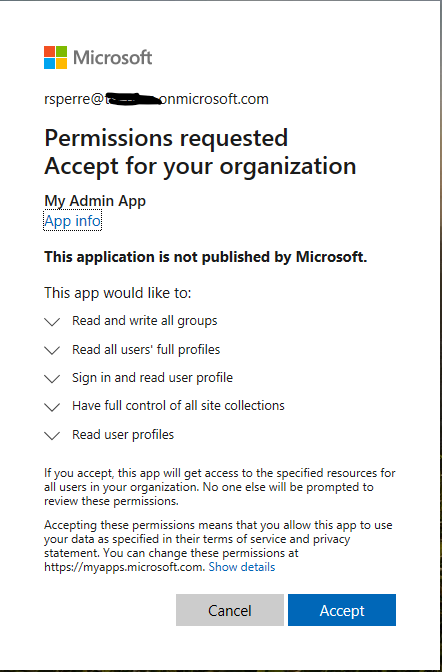 Microsoft
rsperre@t onmicrosoft.com
Permissions requested
Accept for your organization
My Admin App
App info
This application is not published by Microsoft.
This app would like to:
Read and write all groups
Read all users' full profiles
Sign in and read user profile
Have full control of all site collections
Read user profiles
If you accept, this app will get access to the specified resources for
all users in your organization. No one else will be prompted to
review these permissions.
Accepting these permissions means that you allow this app to use
your data as specified in their terms of service and privacy
statement. You can change these permissions at
https://myapps.microsoft.com. Show details
Cancel
Accept